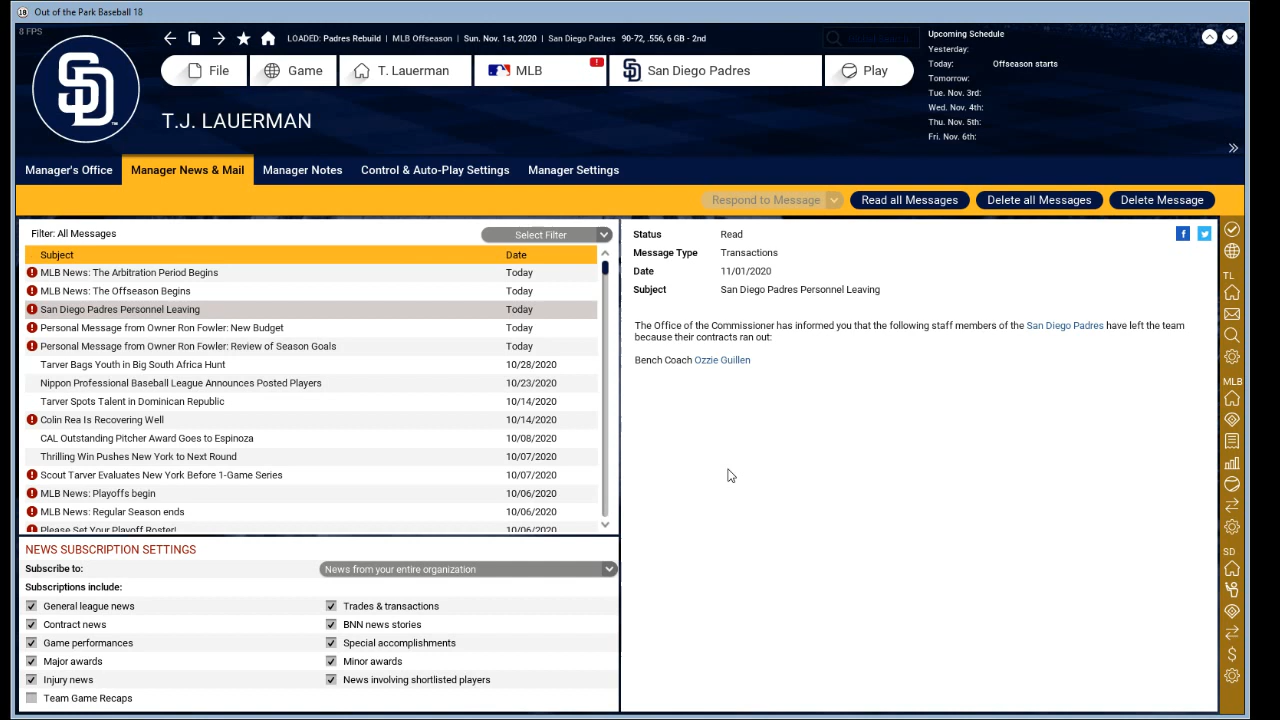 Out of the Park Baseball 18
8 FPS
LOADED: Padres Rebuild | MLB Offseason | Sun. Nov. 1st, 2020 | San Diego Padres 90-72, .556, 6 GB - 2nd
File
Game
T. Lauerman
MLB
San Diego Padres
Play
T.J. LAUERMAN
Upcoming Schedule
Yesterday:
Today: Offseason starts
Tomorrow:
Tue. Nov. 3rd:
Wed. Nov. 4th:
Thu. Nov. 5th:
Fri. Nov. 6th:
Manager's Office
Manager News & Mail
Manager Notes
Control & Auto-Play Settings
Manager Settings
Respond to Message
Read all Messages
Delete all Messages
Delete Message
Filter: All Messages
Select Filter
Subject Date
MLB News: The Arbitration Period Begins Today
MLB News: The Offseason Begins Today
San Diego Padres Personnel Leaving Today
Personal Message from Owner Ron Fowler: New Budget Today
Personal Message from Owner Ron Fowler: Review of Season Goals Today
Tarver Bags Youth in Big South Africa Hunt 10/28/2020
Nippon Professional Baseball League Announces Posted Players 10/23/2020
Tarver Spots Talent in Dominican Republic 10/14/2020
Colin Rea Is Recovering Well 10/14/2020
CAL Outstanding Pitcher Award Goes to Espinoza 10/08/2020
Thrilling Win Pushes New York to Next Round 10/07/2020
Scout Tarver Evaluates New York Before 1-Game Series 10/07/2020
MLB News: Playoffs begin 10/06/2020
MLB News: Regular Season ends 10/06/2020
Please Set Your Playoff Roster! 10/06/2020
Status Read
Message Type Transactions
Date 11/01/2020
Subject San Diego Padres Personnel Leaving
The Office of the Commissioner has informed you that the following staff members of the San Diego Padres have left the team
because their contracts ran out:
Bench Coach Ozzie Guillen
NEWS SUBSCRIPTION SETTINGS
Subscribe to: News from your entire organization
Subscriptions include:
General league news Trades & transactions
Contract news BNN news stories
Game performances Special accomplishments
Major awards Minor awards
Injury news News involving shortlisted players
Team Game Recaps
TL
MLB
SD